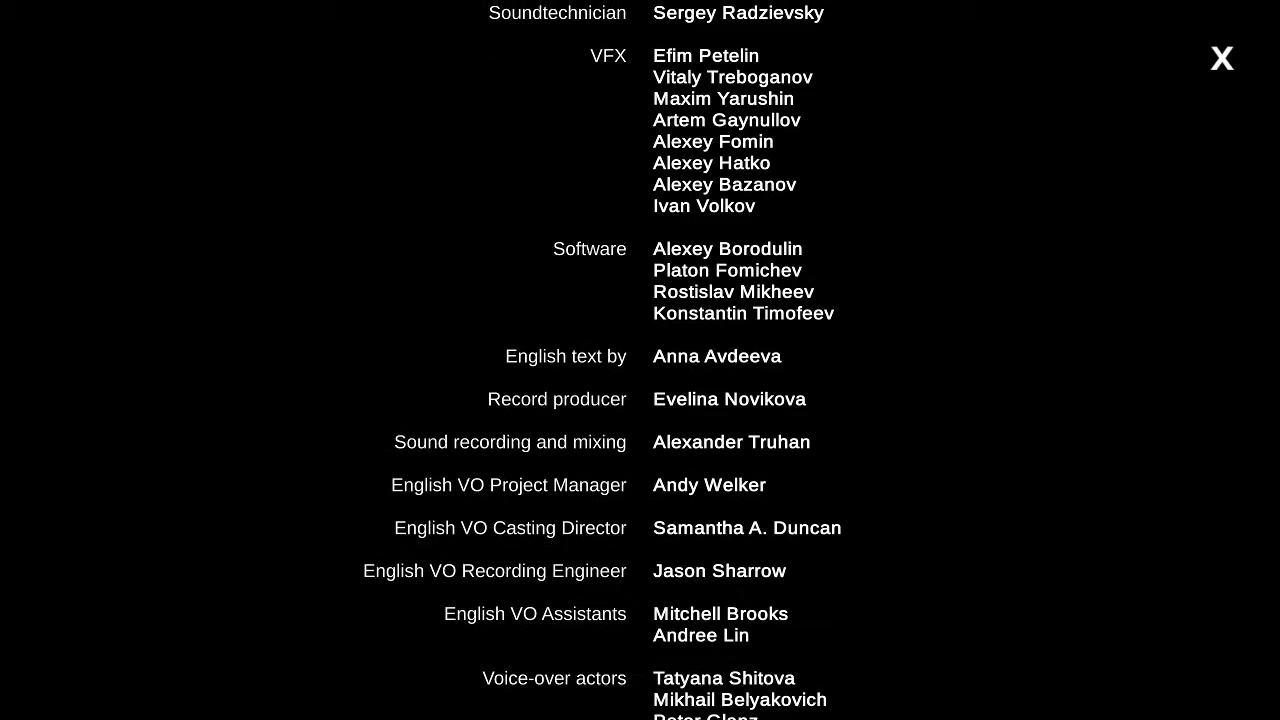 Soundtechnician Sergey Radzievsky
X
VFX Efim Petelin
Vitaly Treboganov
Maxim Yarushin
Artem Gaynullov
Alexey Fomin
Alexey Hatko
Alexey Bazanov
Ivan Volkov
Software Alexey Borodulin
Platon Fomichev
Rostislav Mikheev
Konstantin Timofeev
English text by Anna Avdeeva
Record producer Evelina Novikova
Sound recording and mixing Alexander Truhan
English VO Project Manager Andy Welker
English VO Casting Director Samantha A. Duncan
English VO Recording Engineer Jason Sharrow
English VO Assistants Mitchell Brooks
Andree Lin
Voice-over actors Tatyana Shitova
Mikhail Belyakovich